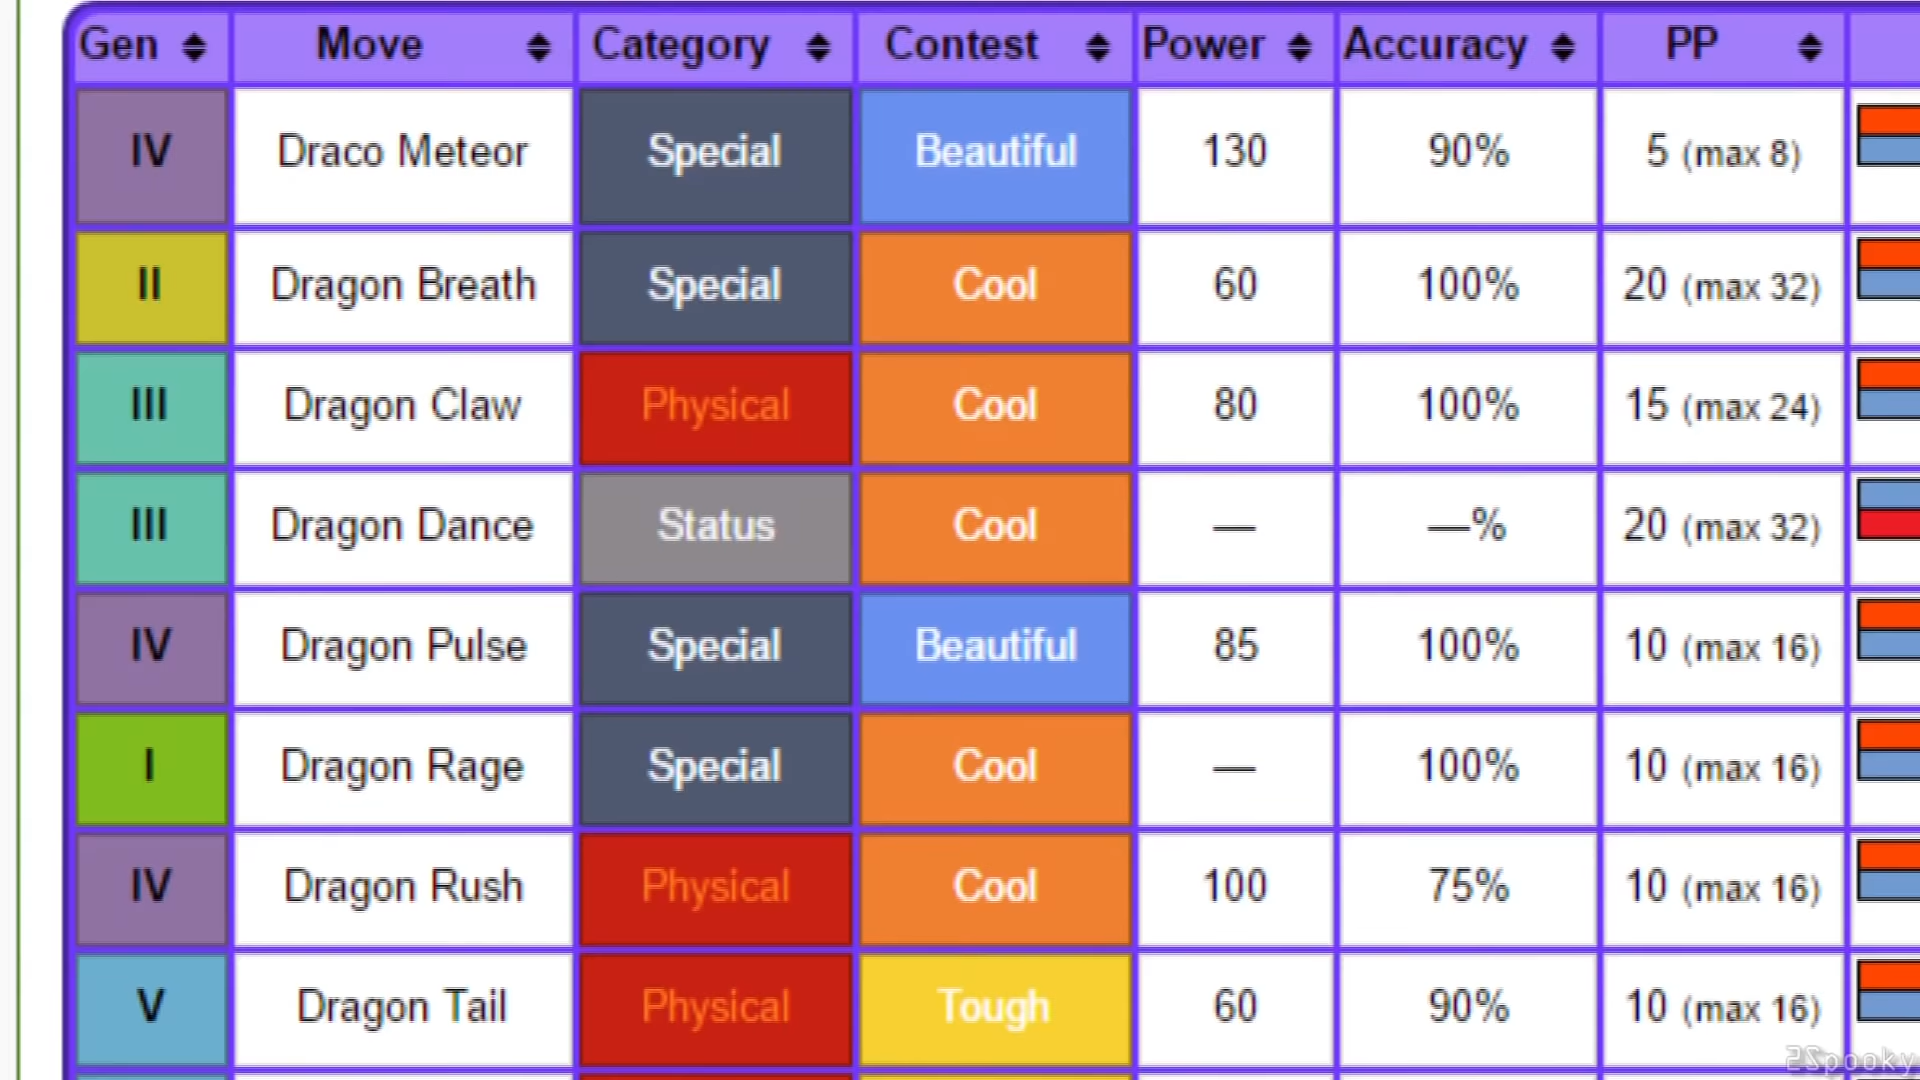 Gen Move Category Contest Power Accuracy PP
IV Draco Meteor Special Beautiful 130 90% 5 (max 8)
II Dragon Breath Special Cool 60 100% 20 (max 32)
III Dragon Claw Physical Cool 80 100% 15 (max 24)
III Dragon Dance Status Cool — —% 20 (max 32)
IV Dragon Pulse Special Beautiful 85 100% 10 (max 16)
I Dragon Rage Special Cool — 100% 10 (max 16)
IV Dragon Rush Physical Cool 100 75% 10 (max 16)
V Dragon Tail Physical Tough 60 90% 10 (max 16)
2Spooky